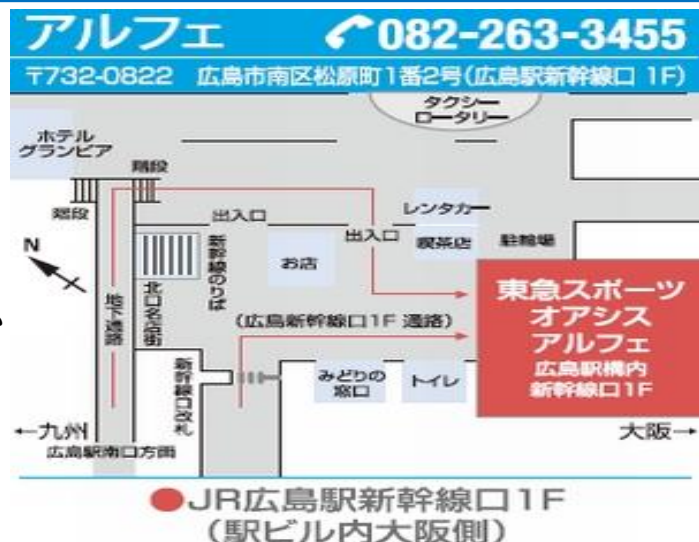 アルフェ 082-263-3455
〒732-0822 広島市南区松原町1番2号(広島駅新幹線口 1F)
タクシー
ロータリー
ホテル
グランビア
階段
階段
出入口
レンタカー
出入口
喫茶店
駐輪場
N
新幹線のりば
お店
地下通路
北口名店街
(広島新幹線口1F 通路)
東急スポーツ
オアシス
アルフェ
広島駅構内
新幹線口1F
新幹線口改札
みどりの
窓口
トイレ
←九州
大阪→
広島駅南口方面
●JR広島駅新幹線口1F
(駅ビル内大阪側)